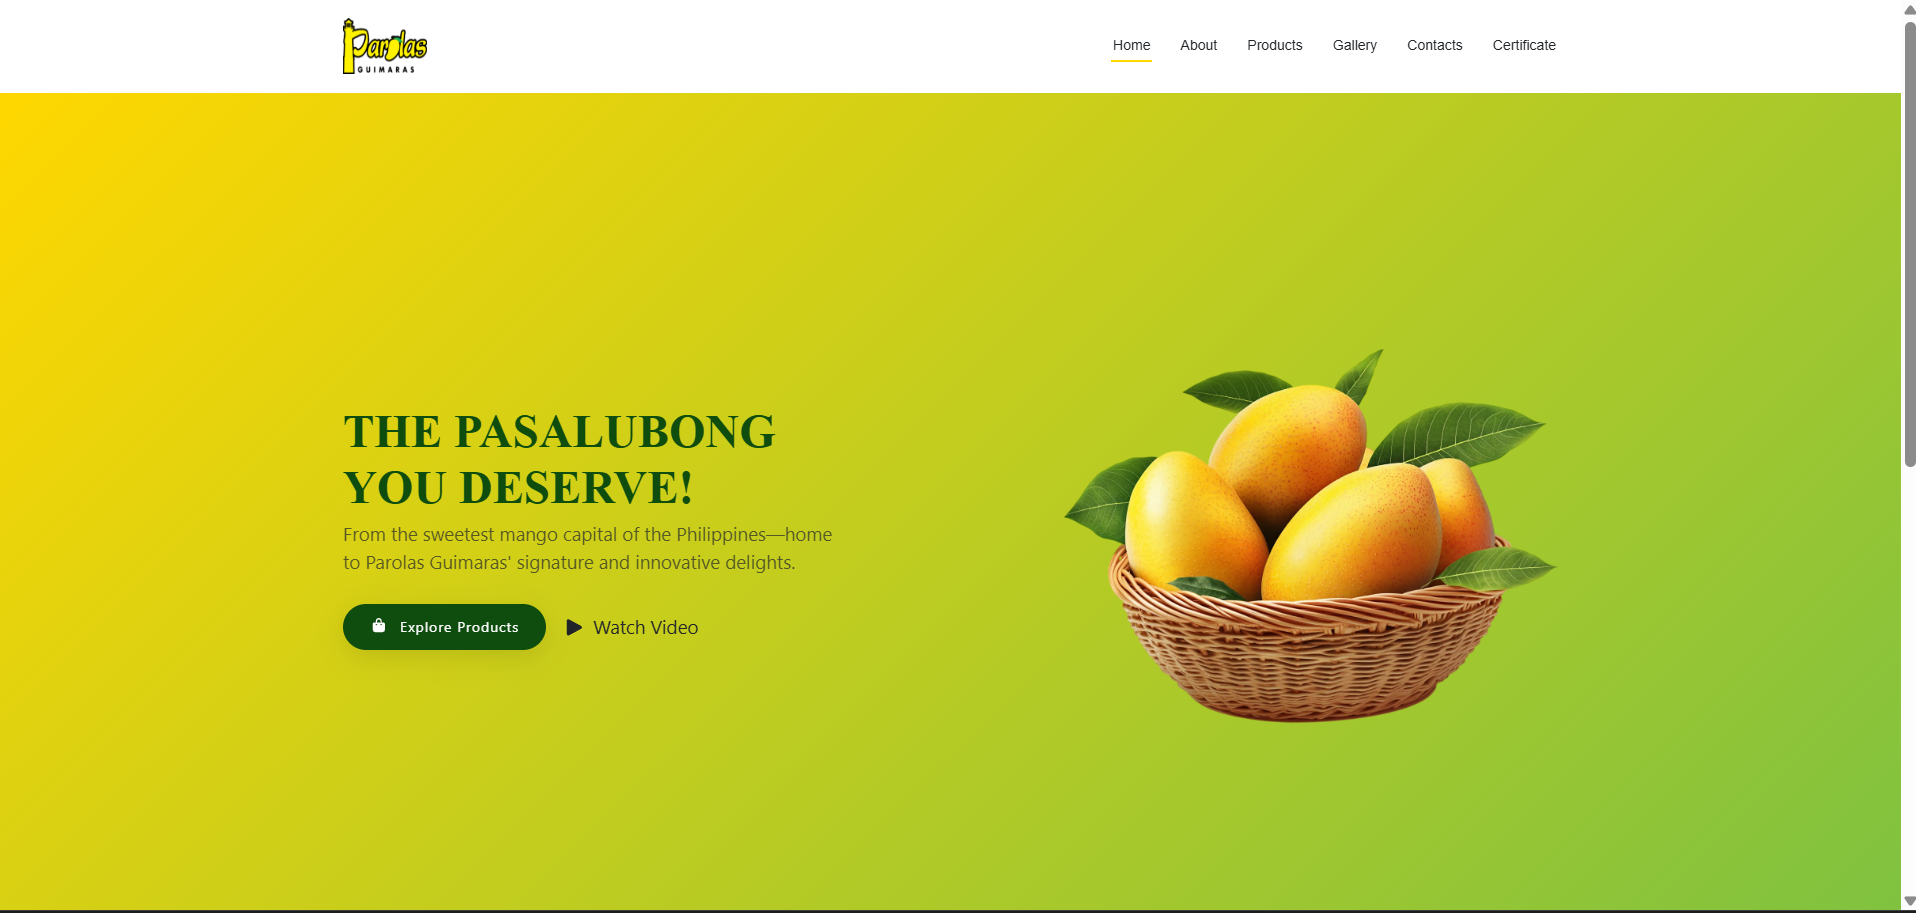 Parolas
GUIMARAS
Home
About
Products
Gallery
Contacts
Certificate
THE PASALUBONG
YOU DESERVE!
From the sweetest mango capital of the Philippines—home
to Parolas Guimaras' signature and innovative delights.
Explore Products
Watch Video